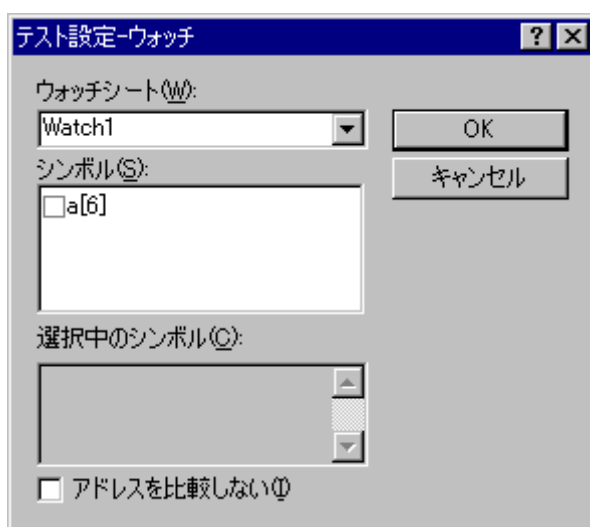 テスト設定-ウォッチ
ウォッチシート(W):
Watch1
OK
シンボル(S):
キャンセル
a[6]
選択中のシンボル(C):
アドレスを比較しない(I)